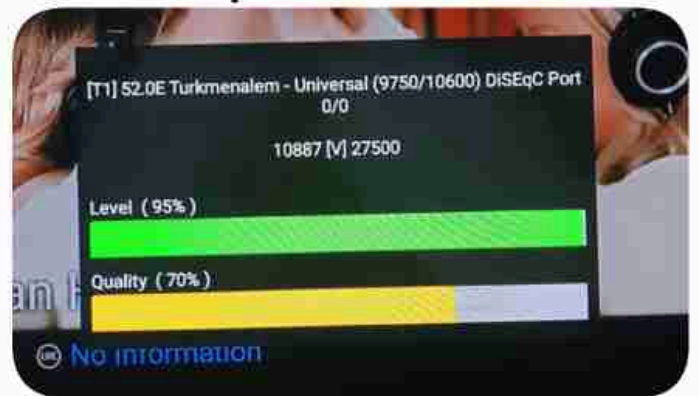 [T1] 52.0E Turkmenalem - Universal (9750/10600) DiSEqC Port
0/0
10887 [V] 27500
Level (95%)
Quality (70%)
an
No information